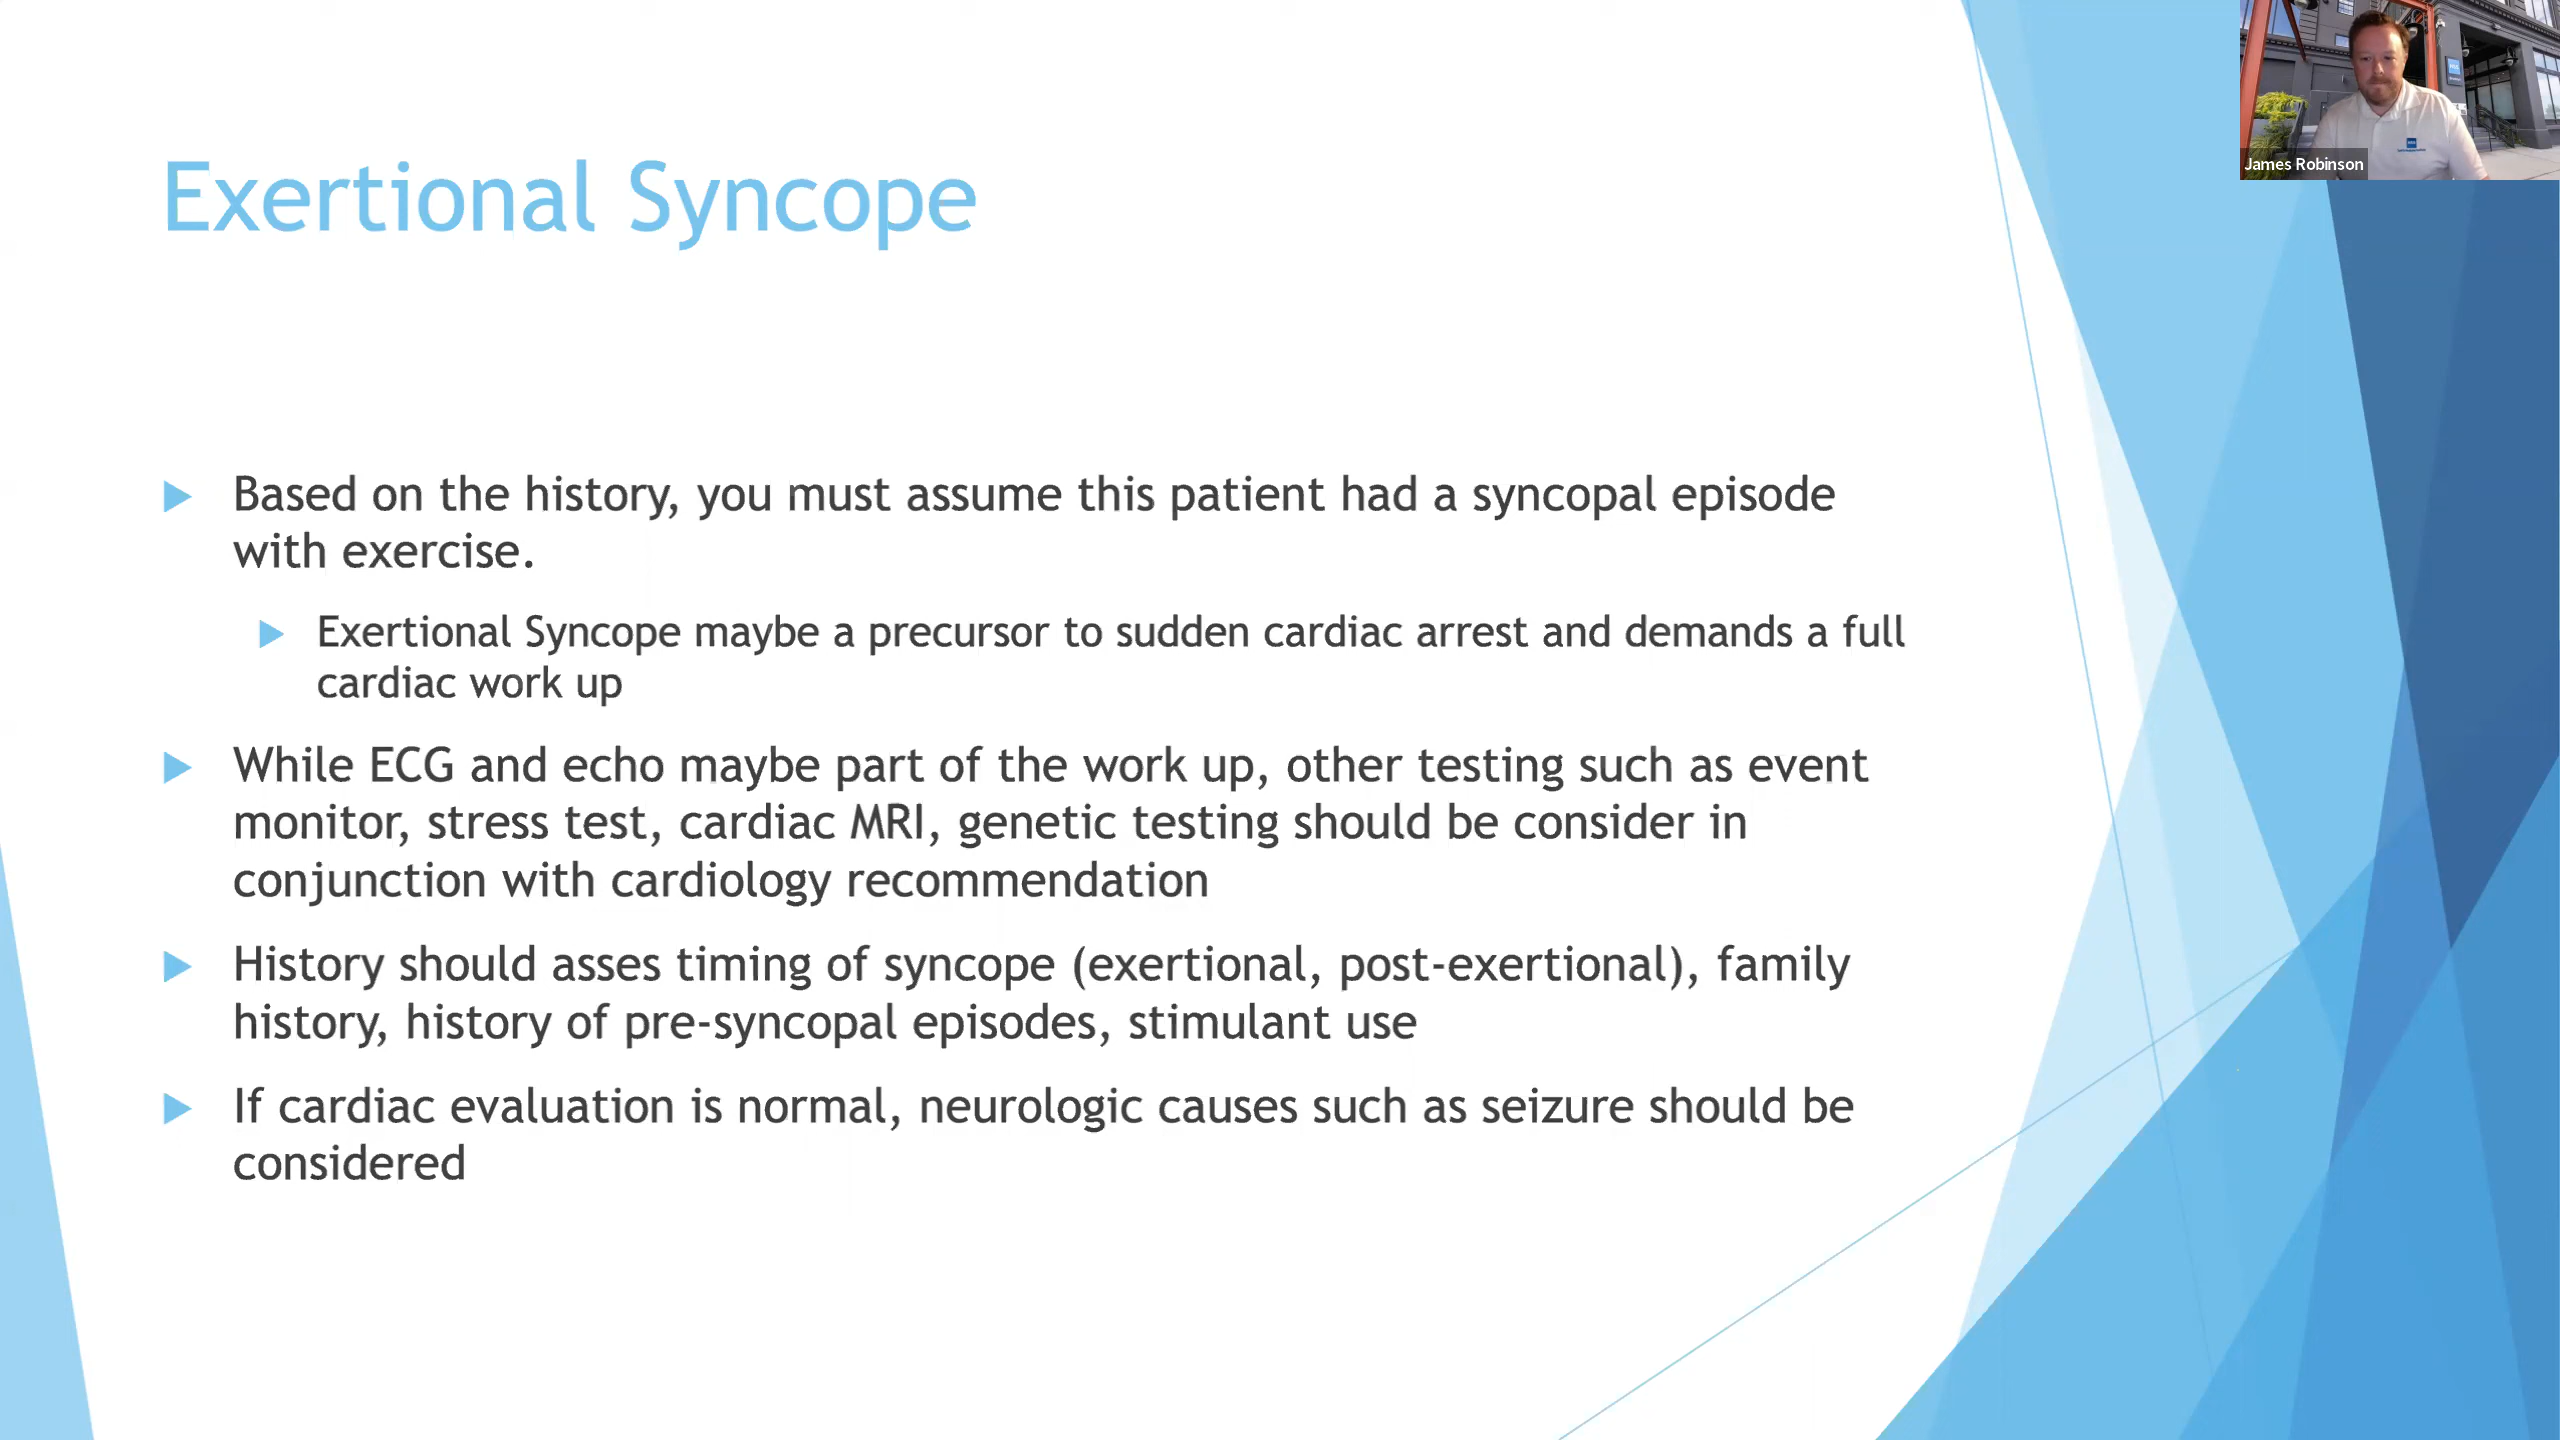 Exertional Syncope
James Robinson
Based on the history, you must assume this patient had a syncopal episode
with exercise.
Exertional Syncope maybe a precursor to sudden cardiac arrest and demands a full
cardiac work up
While ECG and echo maybe part of the work up, other testing such as event
monitor, stress test, cardiac MRI, genetic testing should be consider in
conjunction with cardiology recommendation
History should asses timing of syncope (exertional, post-exertional), family
history, history of pre-syncopal episodes, stimulant use
If cardiac evaluation is normal, neurologic causes such as seizure should be
considered